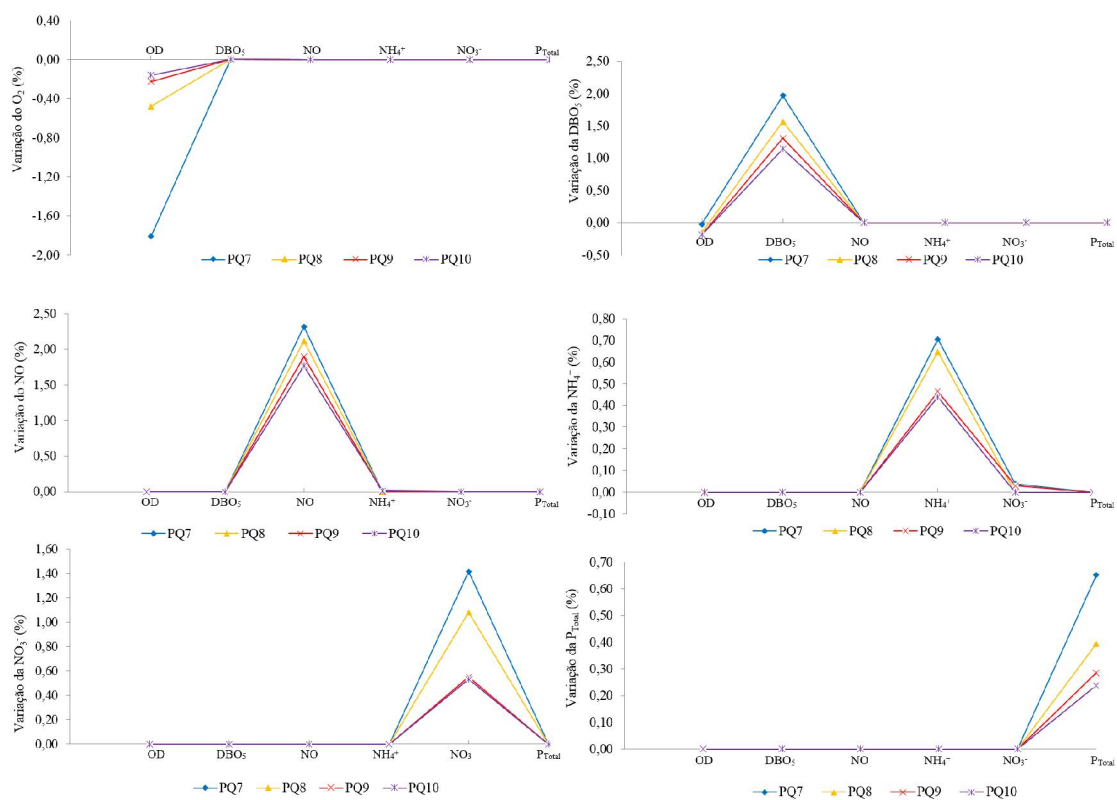 Variação do O₂ (%)
0,40
0,00
-0,40
-0,80
-1,20
-1,60
-2,00
OD DBO₅ NO NH₄⁺ NO₃⁻ P_Total
PQ7 PQ8 PQ9 PQ10
Variação da DBO₅ (%)
2,50
2,00
1,50
1,00
0,50
0,00
-0,50
OD DBO₅ NO NH₄⁺ NO₃⁻ P_Total
PQ7 PQ8 PQ9 PQ10
Variação do NO (%)
2,50
2,00
1,50
1,00
0,50
0,00
OD DBO₅ NO NH₄⁺ NO₃⁻ P_Total
PQ7 PQ8 PQ9 PQ10
Variação da NH₄⁺ (%)
0,80
0,70
0,60
0,50
0,40
0,30
0,20
0,10
0,00
-0,10
OD DBO₅ NO NH₄⁺ NO₃⁻ P_Total
PQ7 PQ8 PQ9 PQ10
Variação da NO₃⁻ (%)
1,60
1,40
1,20
1,00
0,80
0,60
0,40
0,20
0,00
OD DBO₅ NO NH₄⁺ NO₃ P_Total
PQ7 PQ8 PQ9 PQ10
Variação da P_Total (%)
0,70
0,60
0,50
0,40
0,30
0,20
0,10
0,00
OD DBO₅ NO NH₄⁺ NO₃⁻ P_Total
PQ7 PQ8 PQ9 PQ10